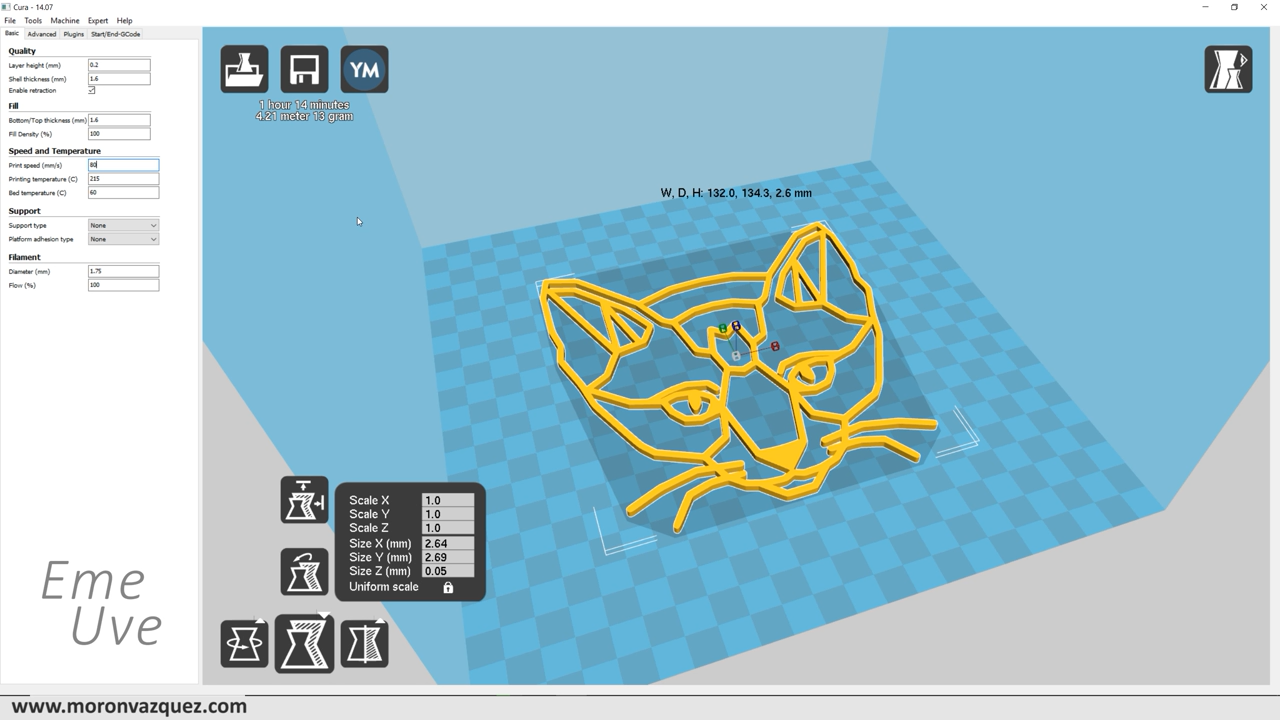 Cura - 14.07
File Tools Machine Expert Help
Basic Advanced Plugins Start/End-GCode
Quality
Layer height (mm) 0.2
Shell thickness (mm) 1.6
Enable retraction
Fill
Bottom/Top thickness (mm) 1.6
Fill Density (%) 100
Speed and Temperature
Print speed (mm/s) 80
Printing temperature (C) 215
Bed temperature (C) 60
Support
Support type None
Platform adhesion type None
Filament
Diameter (mm) 1.75
Flow (%) 100
YM
1 hour 14 minutes
4.21 meter 13 gram
W, D, H: 132.0, 134.3, 2.6 mm
Scale X 1.0
Scale Y 1.0
Scale Z 1.0
Size X (mm) 2.64
Size Y (mm) 2.69
Size Z (mm) 0.05
Uniform scale
Eme
Uve
www.moronvazquez.com